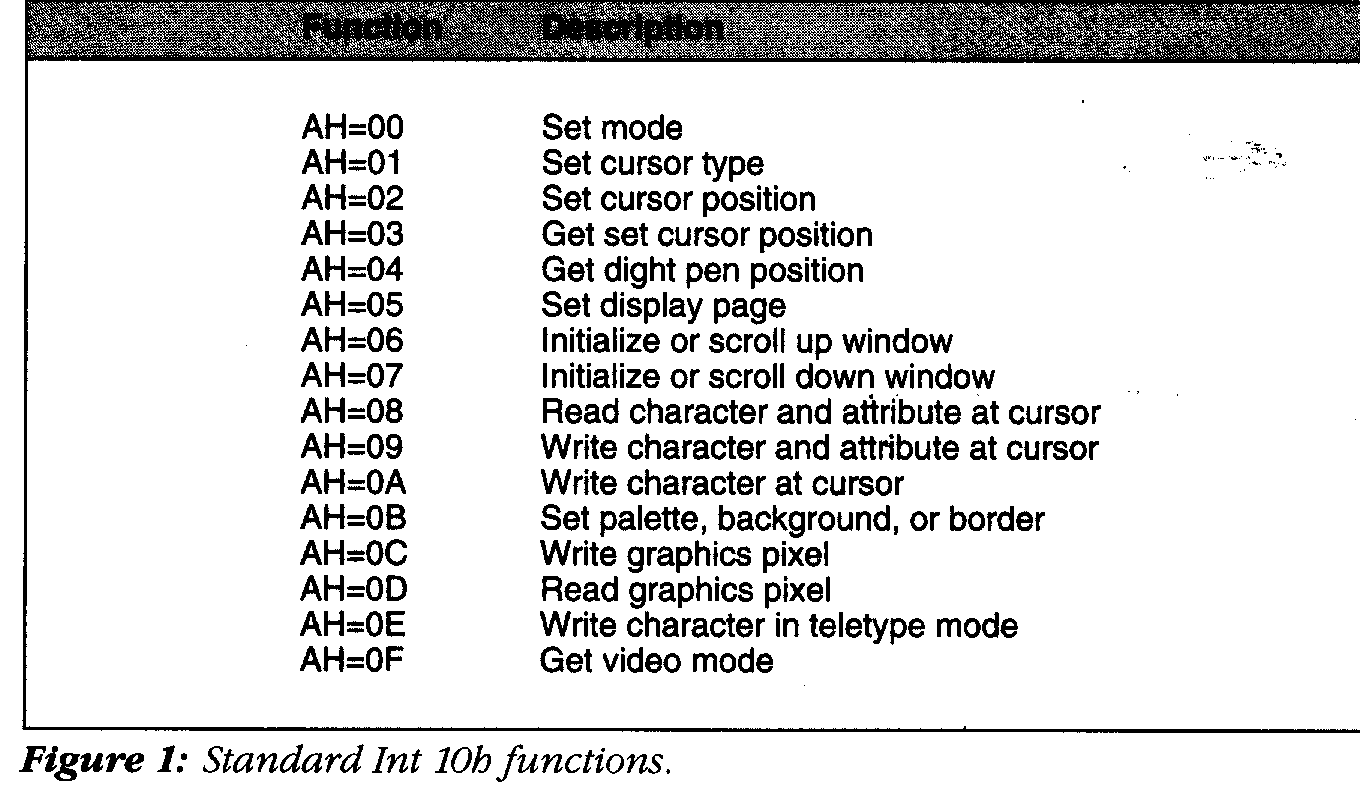 Function Description
AH=00 Set mode
AH=01 Set cursor type
AH=02 Set cursor position
AH=03 Get set cursor position
AH=04 Get dight pen position
AH=05 Set display page
AH=06 Initialize or scroll up window
AH=07 Initialize or scroll down window
AH=08 Read character and attribute at cursor
AH=09 Write character and attribute at cursor
AH=0A Write character at cursor
AH=0B Set palette, background, or border
AH=0C Write graphics pixel
AH=0D Read graphics pixel
AH=0E Write character in teletype mode
AH=0F Get video mode
Figure 1: Standard Int 10h functions.